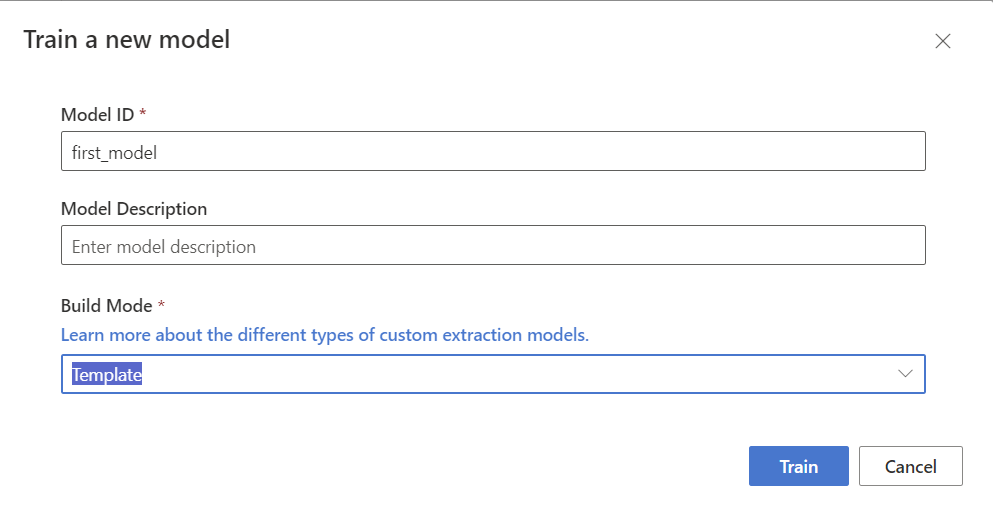 Train a new model
Model ID *
first_model
Model Description
Enter model description
Build Mode *
Learn more about the different types of custom extraction models.
Template
Train
Cancel